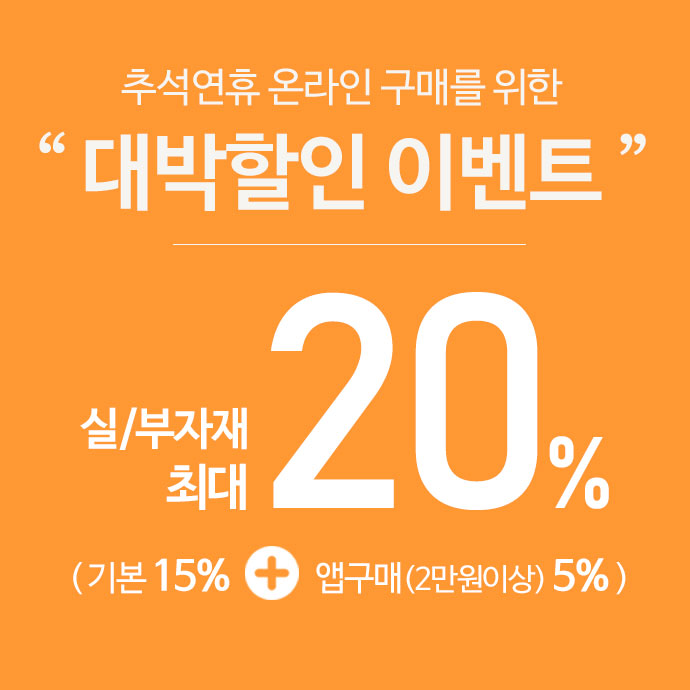 추석연휴 온라인 구매를 위한
“ 대박할인 이벤트 ”
실/부자재
최대 20%
( 기본 15% + 앱구매(2만원이상) 5% )